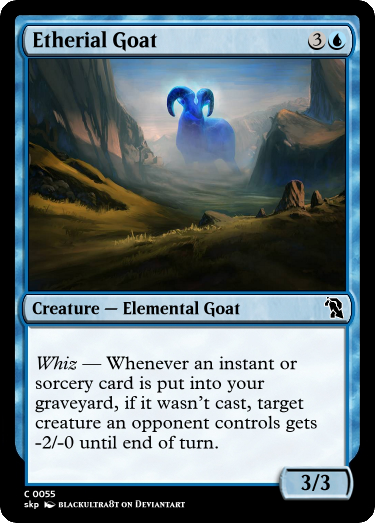 Etherial Goat 3
Creature — Elemental Goat
Whiz — Whenever an instant or
sorcery card is put into your
graveyard, if it wasn't cast, target
creature an opponent controls gets
-2/-0 until end of turn.
3/3
C 0055
skp BLACKULTRA8T ON DEVIANTART